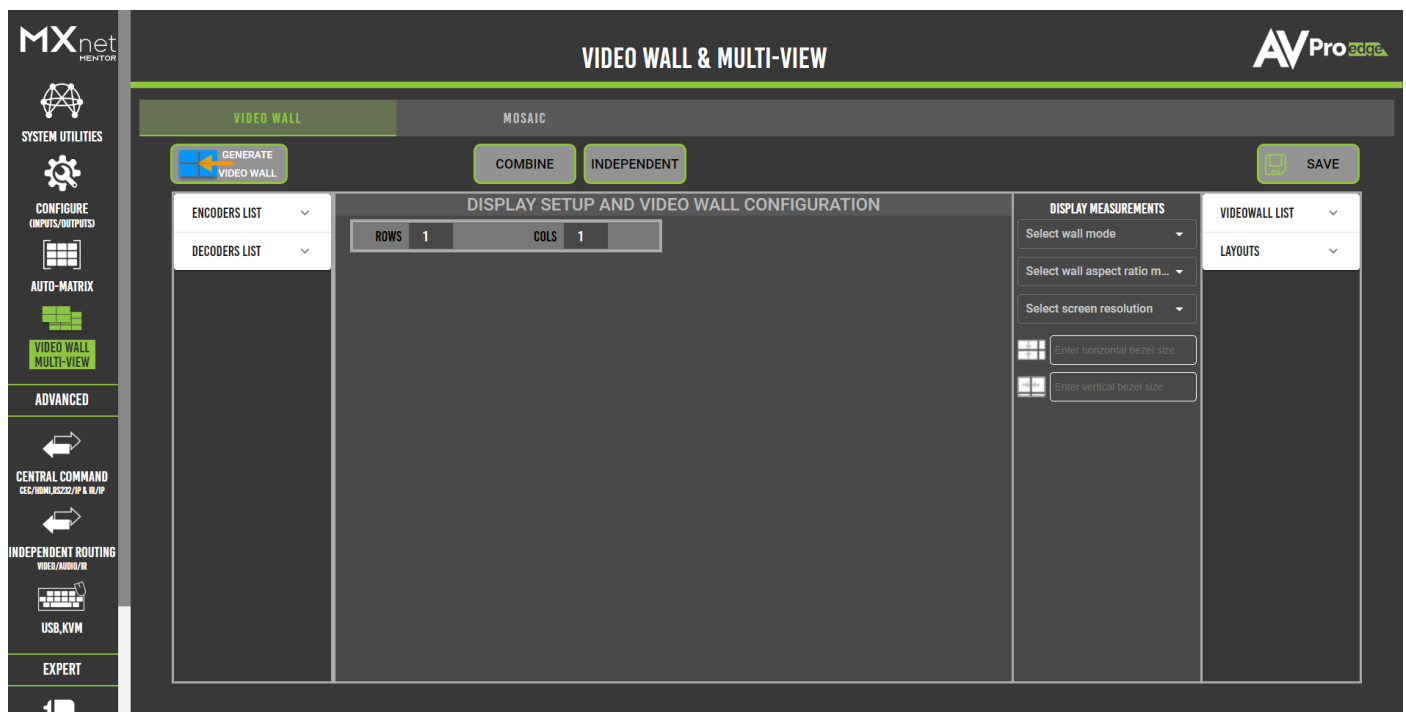 MXnet
MENTOR
VIDEO WALL & MULTI-VIEW
AVPro edge
SYSTEM UTILITIES
CONFIGURE
(INPUTS/OUTPUTS)
AUTO-MATRIX
VIDEO WALL
MULTI-VIEW
ADVANCED
CENTRAL COMMAND
CEC/HDMI,RS232/IP & IR/IP
INDEPENDENT ROUTING
VIDEO/AUDIO/IR
USB,KVM
EXPERT
VIDEO WALL
MOSAIC
GENERATE
VIDEO WALL
COMBINE
INDEPENDENT
SAVE
ENCODERS LIST
DECODERS LIST
DISPLAY SETUP AND VIDEO WALL CONFIGURATION
ROWS 1 COLS 1
DISPLAY MEASUREMENTS
Select wall mode
Select wall aspect ratio m...
Select screen resolution
Enter horizontal bezel size
Enter vertical bezel size
VIDEOWALL LIST
LAYOUTS